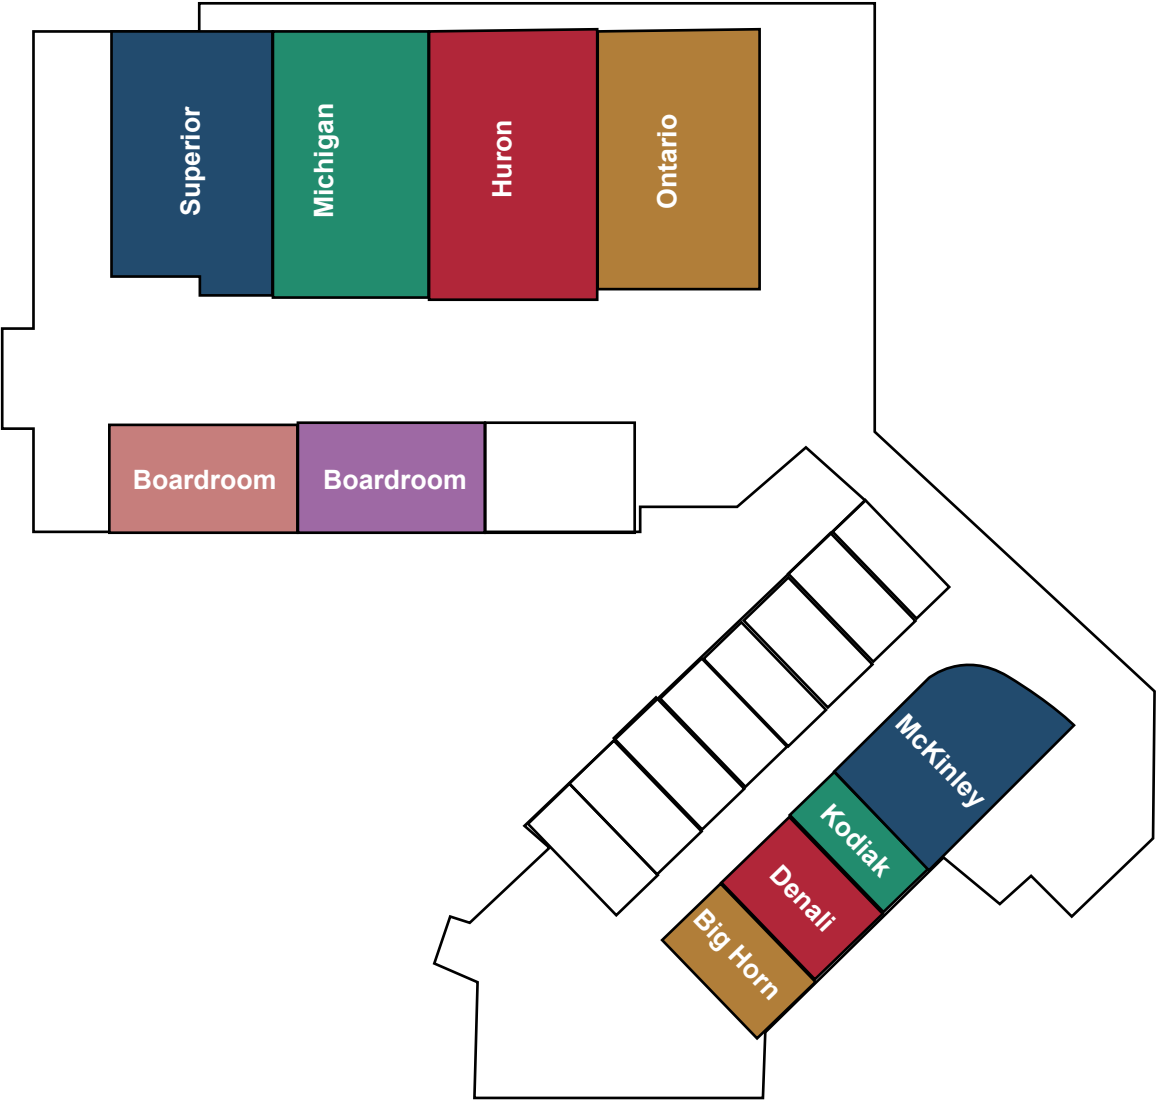 Superior
Michigan
Huron
Ontario
Boardroom
Boardroom
McKinley
Kodiak
Denali
Big Horn